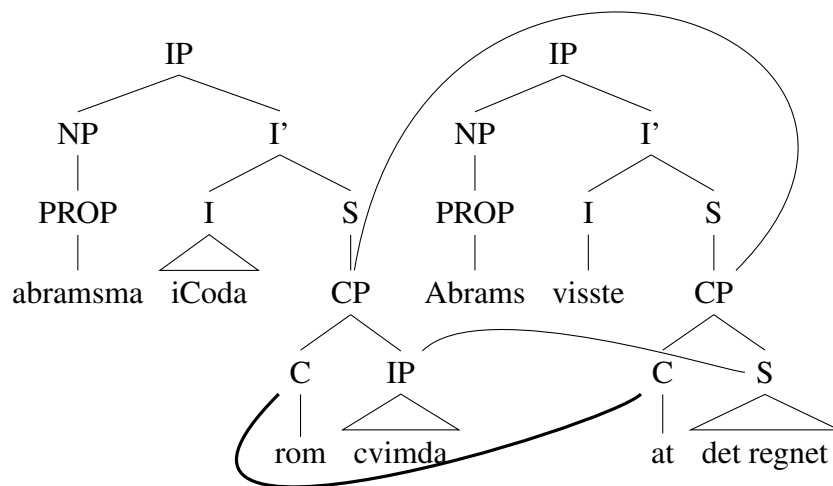 IP IP
NP I’ NP I’
PROP I S PROP I S
abramsma iCoda CP Abrams visste CP
C IP C S
rom cvimda at det regnet